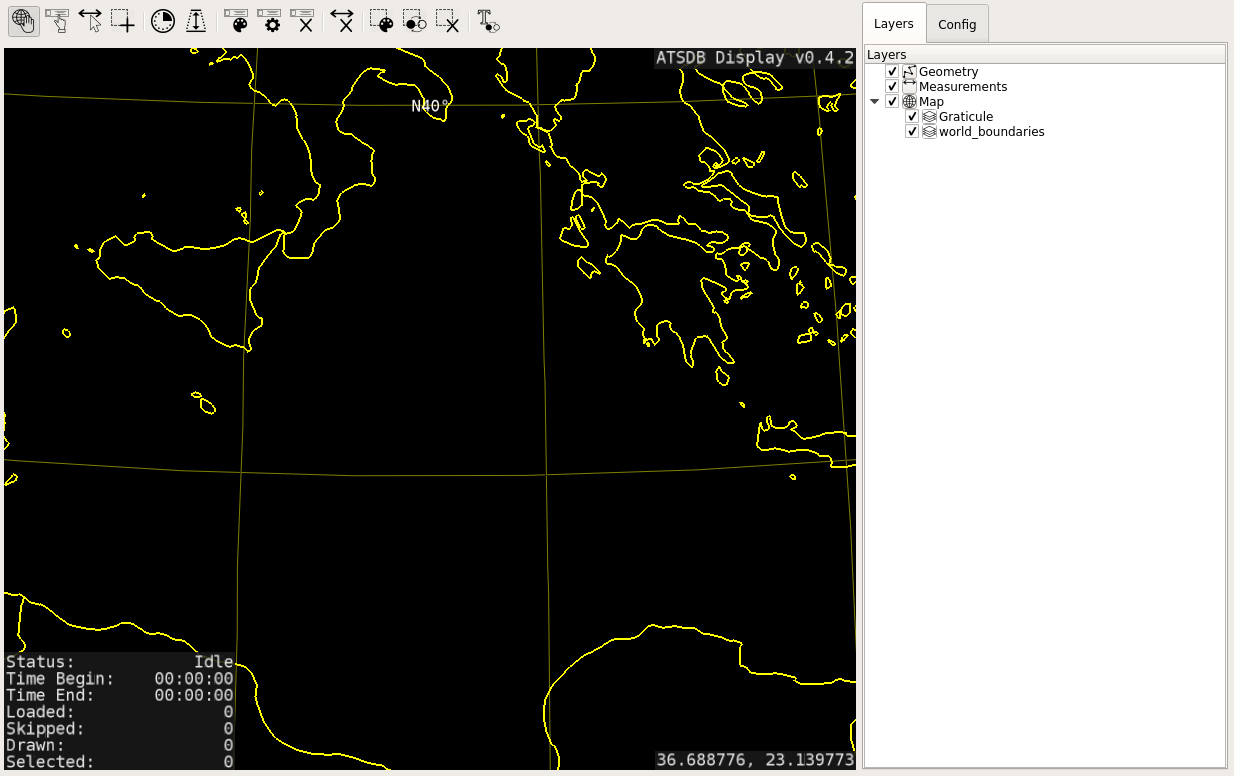 Layers Config
ATSDB Display v0.4.2
Layers
Geometry
Measurements
Map
Graticule
world_boundaries
N40°
Status: Idle
Time Begin: 00:00:00
Time End: 00:00:00
Loaded: 0
Skipped: 0
Drawn: 0
Selected: 0
36.688776, 23.139773